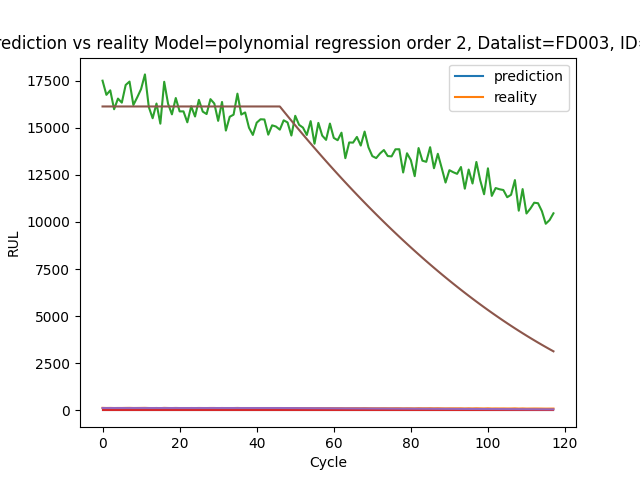 rediction vs reality Model=polynomial regression order 2, Datalist=FD003, ID=
prediction
reality
RUL
17500
15000
12500
10000
7500
5000
2500
0
0 20 40 60 80 100 120
Cycle